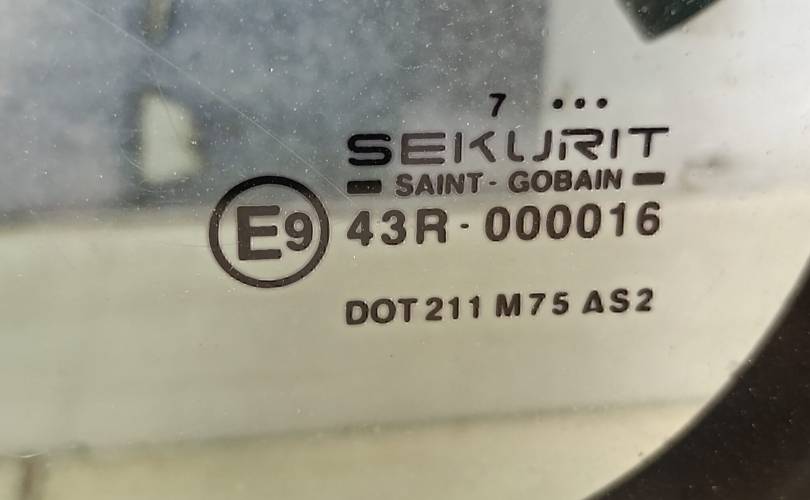 7 ...
SEKURIT
SAINT-GOBAIN
E9 43R-000016
DOT 211 M75 AS2